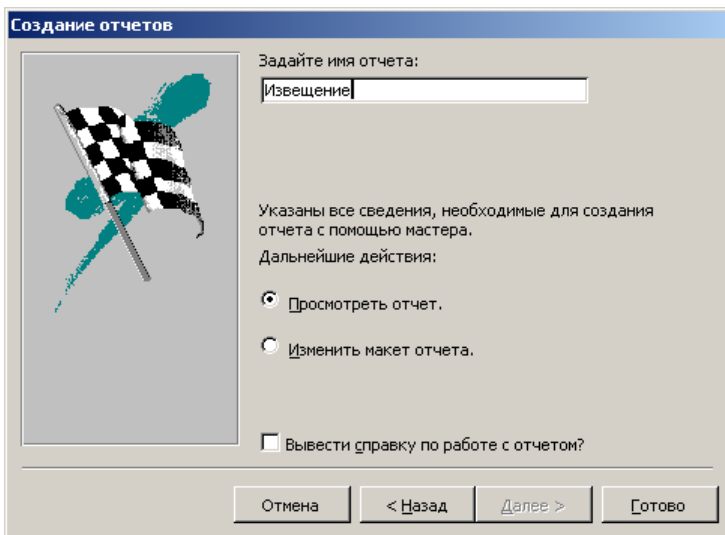 Создание отчетов
Задайте имя отчета:
Извещение
Указаны все сведения, необходимые для создания
отчета с помощью мастера.
Дальнейшие действия:
Просмотреть отчет.
Изменить макет отчета.
Вывести справку по работе с отчетом?
Отмена
< Назад
Далее >
Готово